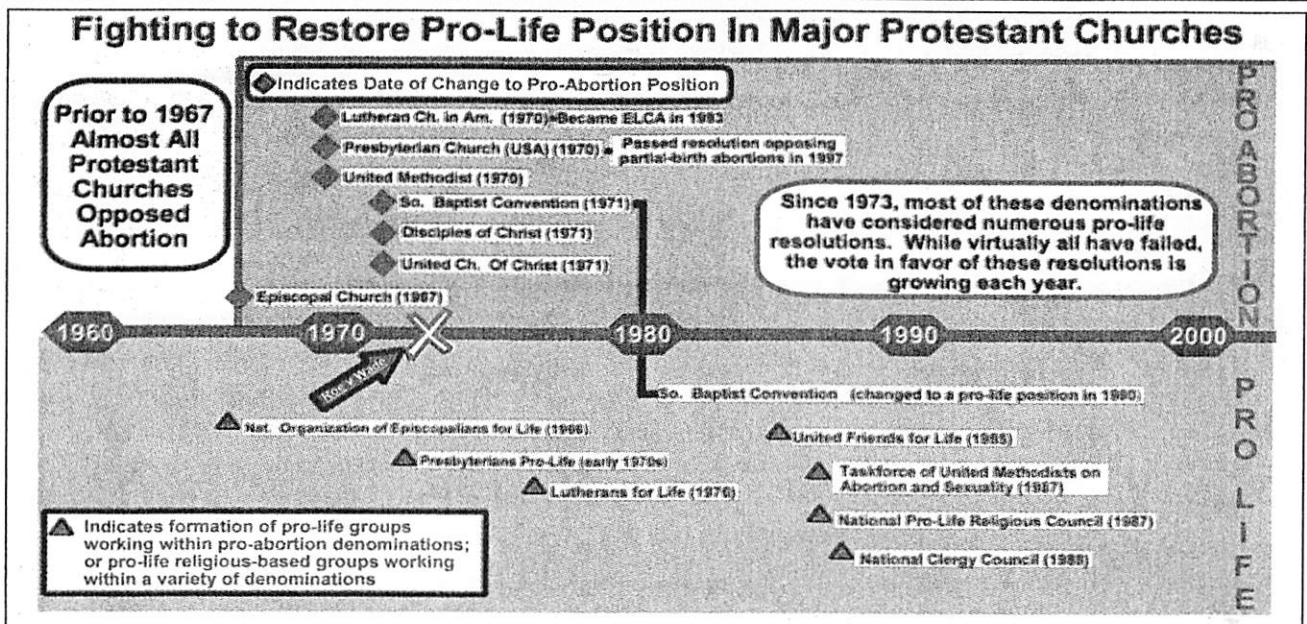 Fighting to Restore Pro-Life Position In Major Protestant Churches
Prior to 1967
Almost All
Protestant
Churches
Opposed
Abortion
Indicates Date of Change to Pro-Abortion Position
Lutheran Ch. in Am. (1970) Became ELCA in 1983
Presbyterian Church (USA) (1970)
Passed resolution opposing
partial-birth abortions in 1997
United Methodist (1970)
So. Baptist Convention (1971)
Disciples of Christ (1971)
United Ch. Of Christ (1971)
Episcopal Church (1967)
Since 1973, most of these denominations
have considered numerous pro-life
resolutions. While virtually all have failed,
the vote in favor of these resolutions is
growing each year.
PRO ABORTION
1960
1970
1980
1990
2000
Roe v Wade
So. Baptist Convention (changed to a pro-life position in 1980)
Nat. Organization of Episcopalians for Life (1966)
Presbyterians Pro-Life (early 1970s)
Lutherans for Life (1976)
United Friends for Life (1985)
Taskforce of United Methodists on
Abortion and Sexuality (1987)
National Pro-Life Religious Council (1987)
National Clergy Council (1988)
PRO LIFE
Indicates formation of pro-life groups
working within pro-abortion denominations;
or pro-life religious-based groups working
within a variety of denominations